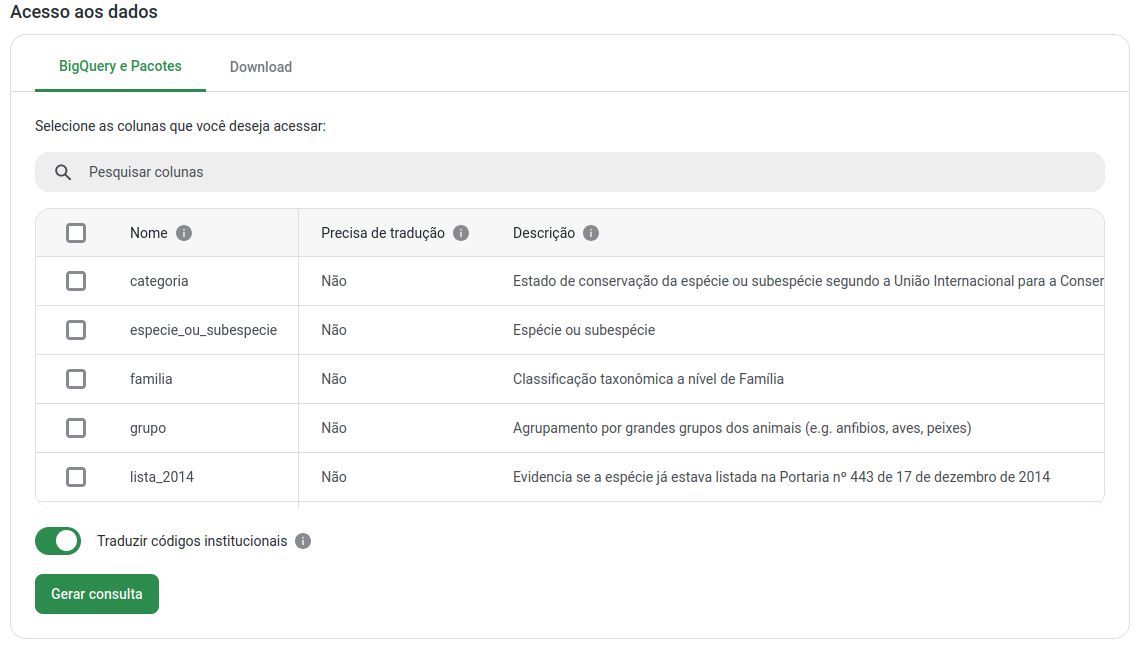 Acesso aos dados
BigQuery e Pacotes Download
Selecione as colunas que você deseja acessar:
Pesquisar colunas
Nome Precisa de tradução Descrição
categoria Não Estado de conservação da espécie ou subespécie segundo a União Internacional para a Conser
especie_ou_subespecie Não Espécie ou subespécie
familia Não Classificação taxonômica a nível de Família
grupo Não Agrupamento por grandes grupos dos animais (e.g. anfibios, aves, peixes)
lista_2014 Não Evidencia se a espécie já estava listada na Portaria nº 443 de 17 de dezembro de 2014
Traduzir códigos institucionais
Gerar consulta